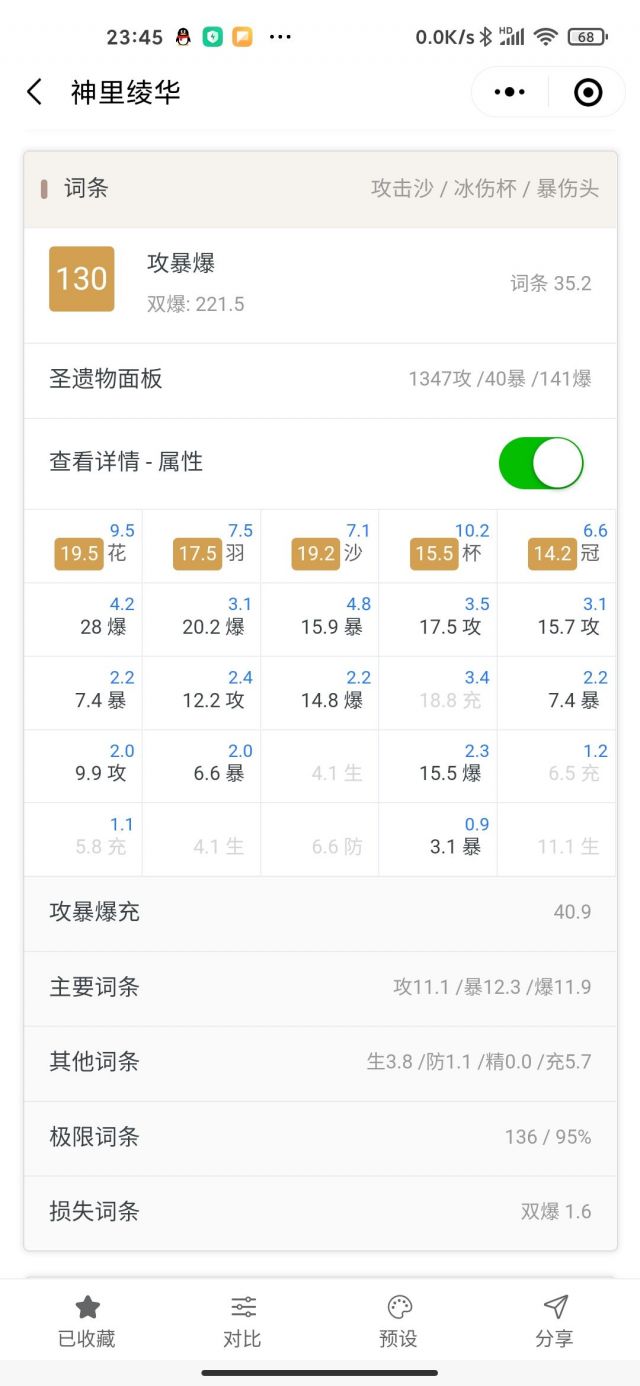 23:45 0.0K/s HD 68
神里绫华
词条 攻击沙 / 冰伤杯 / 暴伤头
130 攻暴爆 词条 35.2
双爆: 221.5
圣遗物面板 1347攻 /40暴 /141爆
查看详情 - 属性
9.5 7.5 7.1 10.2 6.6
19.5 花 17.5 羽 19.2 沙 15.5 杯 14.2 冠
4.2 3.1 4.8 3.5 3.1
28 爆 20.2 爆 15.9 暴 17.5 攻 15.7 攻
2.2 2.4 2.2 3.4 2.2
7.4 暴 12.2 攻 14.8 爆 18.8 充 7.4 暴
2.0 2.0 2.3 1.2
9.9 攻 6.6 暴 4.1 生 15.5 爆 6.5 充
1.1 0.9
5.8 充 4.1 生 6.6 防 3.1 暴 11.1 生
攻暴爆充 40.9
主要词条 攻11.1 /暴12.3 /爆11.9
其他词条 生3.8 /防1.1 /精0.0 /充5.7
极限词条 136 / 95%
损失词条 双爆 1.6
已收藏 对比 预设 分享